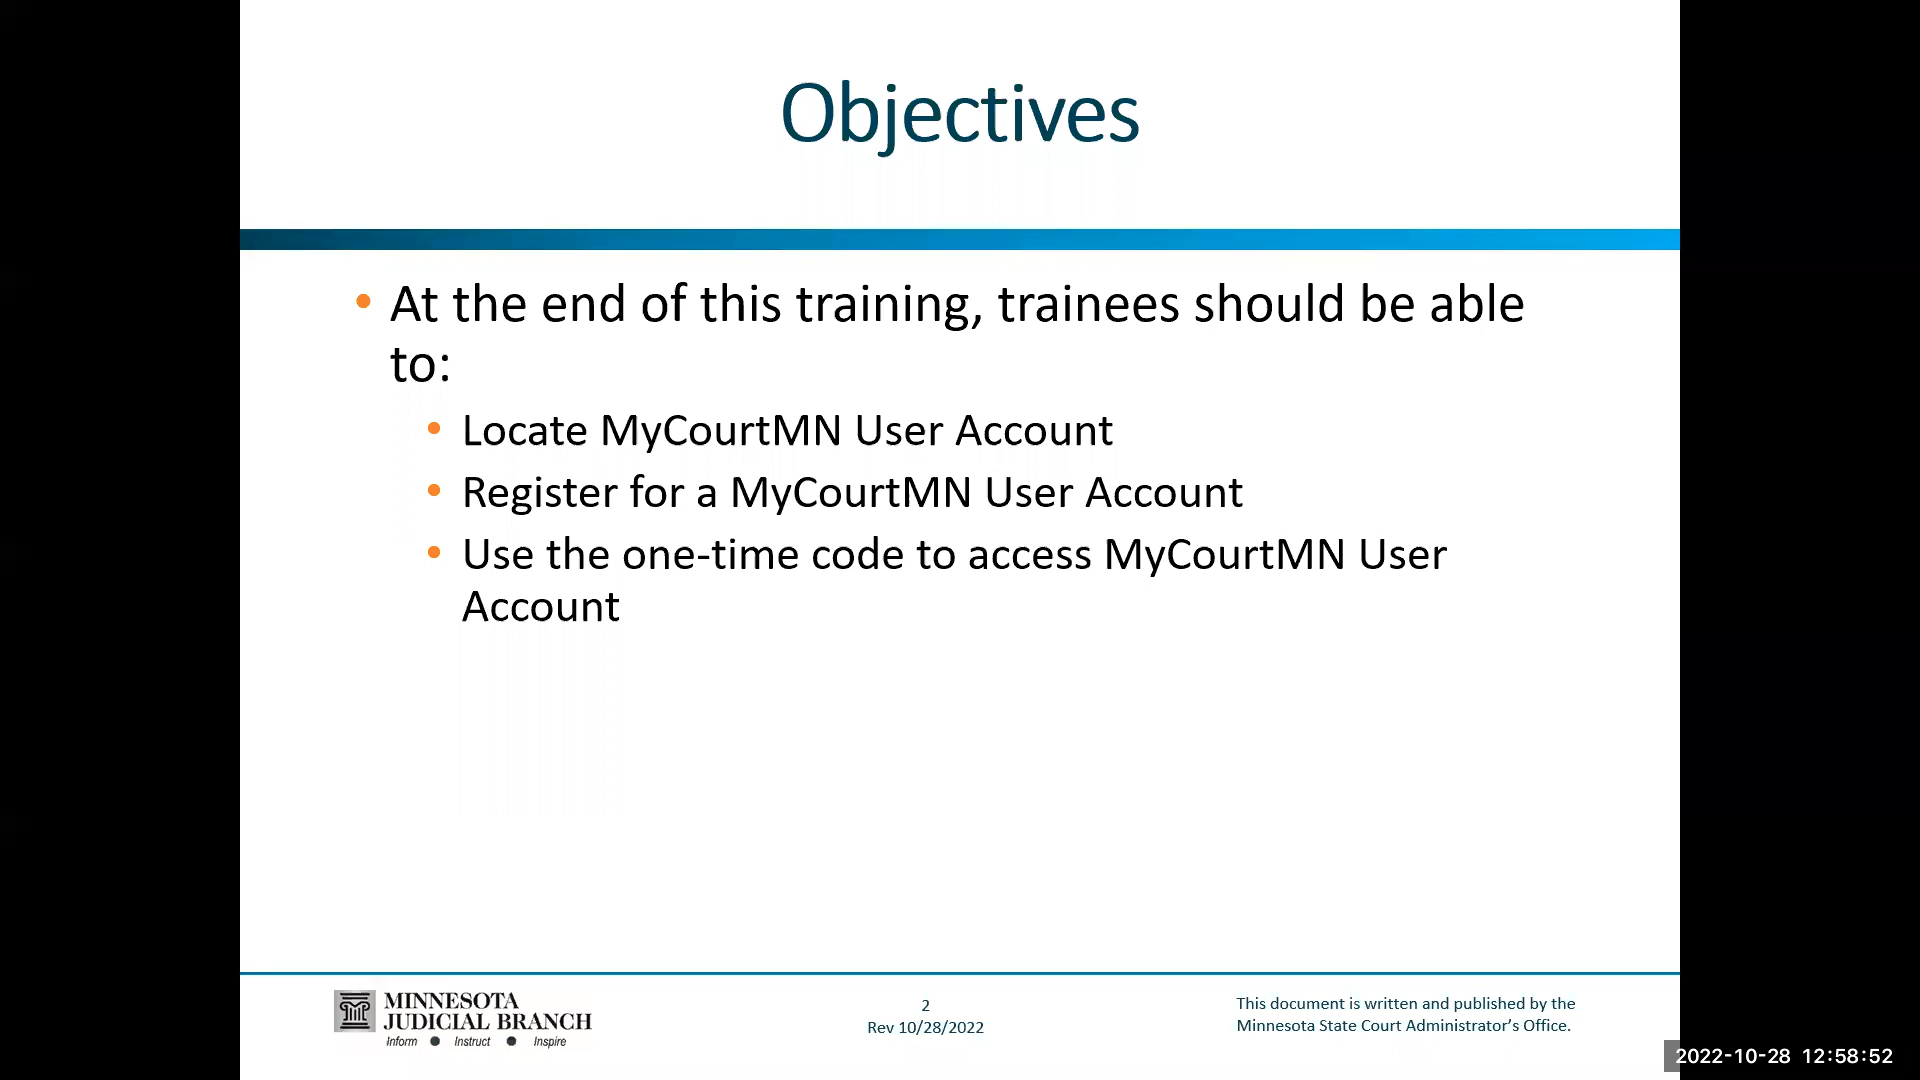 Objectives
• At the end of this training, trainees should be able
to:
• Locate MyCourtMN User Account
• Register for a MyCourtMN User Account
• Use the one-time code to access MyCourtMN User
Account
MINNESOTA
JUDICIAL BRANCH
Inform ● Instruct ● Inspire
2
Rev 10/28/2022
This document is written and published by the
Minnesota State Court Administrator’s Office.
2022-10-28 12:58:52